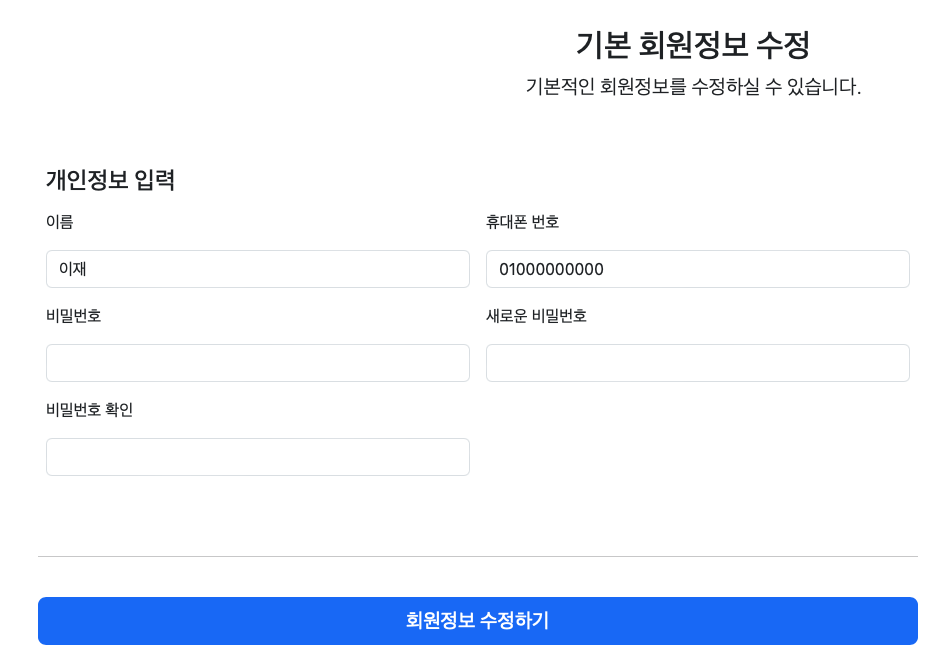 기본 회원정보 수정
기본적인 회원정보를 수정하실 수 있습니다.
개인정보 입력
이름
휴대폰 번호
이재
01000000000
비밀번호
새로운 비밀번호
비밀번호 확인
회원정보 수정하기